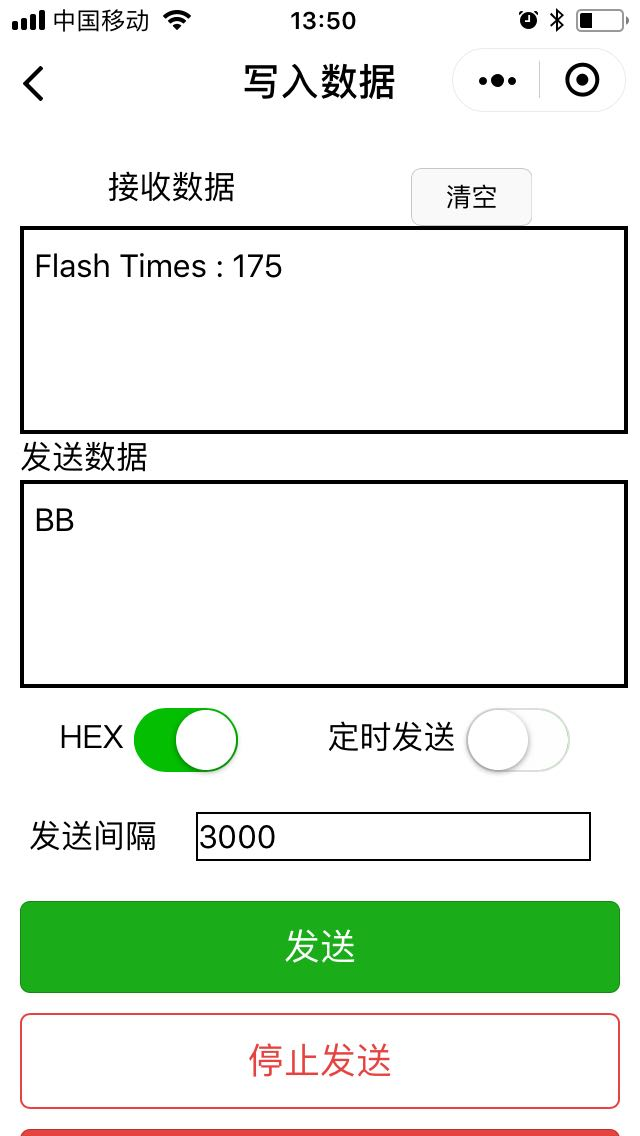 中国移动 13:50
写入数据
接收数据 清空
Flash Times : 175
发送数据
BB
HEX 定时发送
发送间隔 3000
发送
停止发送